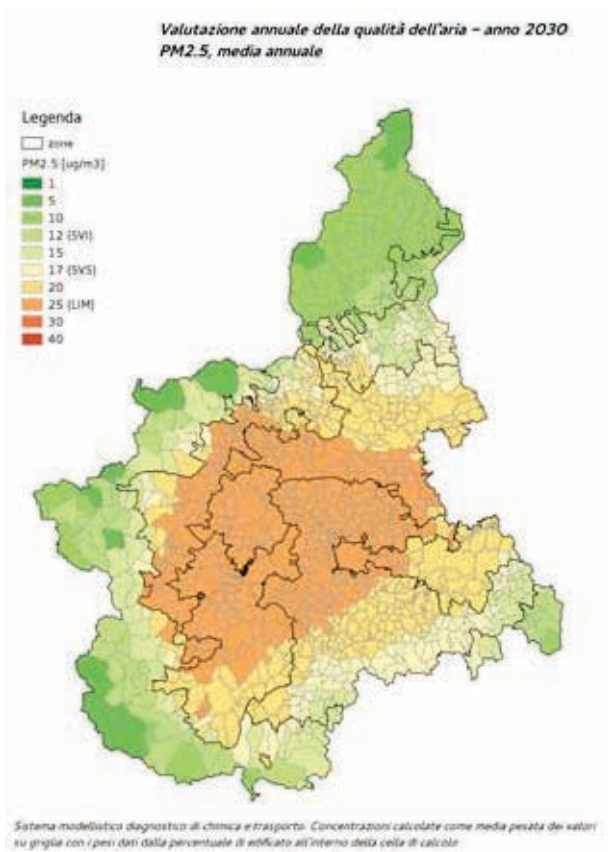 Valutazione annuale della qualità dell'aria – anno 2030
PM2.5, media annuale
Legenda
zone
PM2.5 [ug/m3]
1
5
10
12 (SVI)
15
17 (SVS)
20
25 (LIM)
30
40
Sistema modellistico diagnostico di chimica e trasporto. Concentrazioni calcolate come media pesata dei valori
su griglia con i pesi dati dalla percentuale di edificato all'interno della cella di calcolo